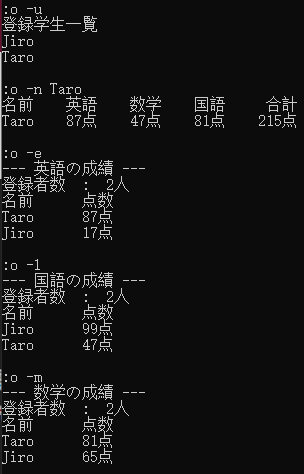 :o -u
登録学生一覧
Jiro
Taro
:o -n Taro
名前 英語 数学 国語 合計
Taro 87点 47点 81点 215点
:o -e
--- 英語の成績 ---
登録者数 : 2人
名前 点数
Taro 87点
Jiro 17点
:o -l
--- 国語の成績 ---
登録者数 : 2人
名前 点数
Jiro 99点
Taro 47点
:o -m
--- 数学の成績 ---
登録者数 : 2人
名前 点数
Taro 81点
Jiro 65点